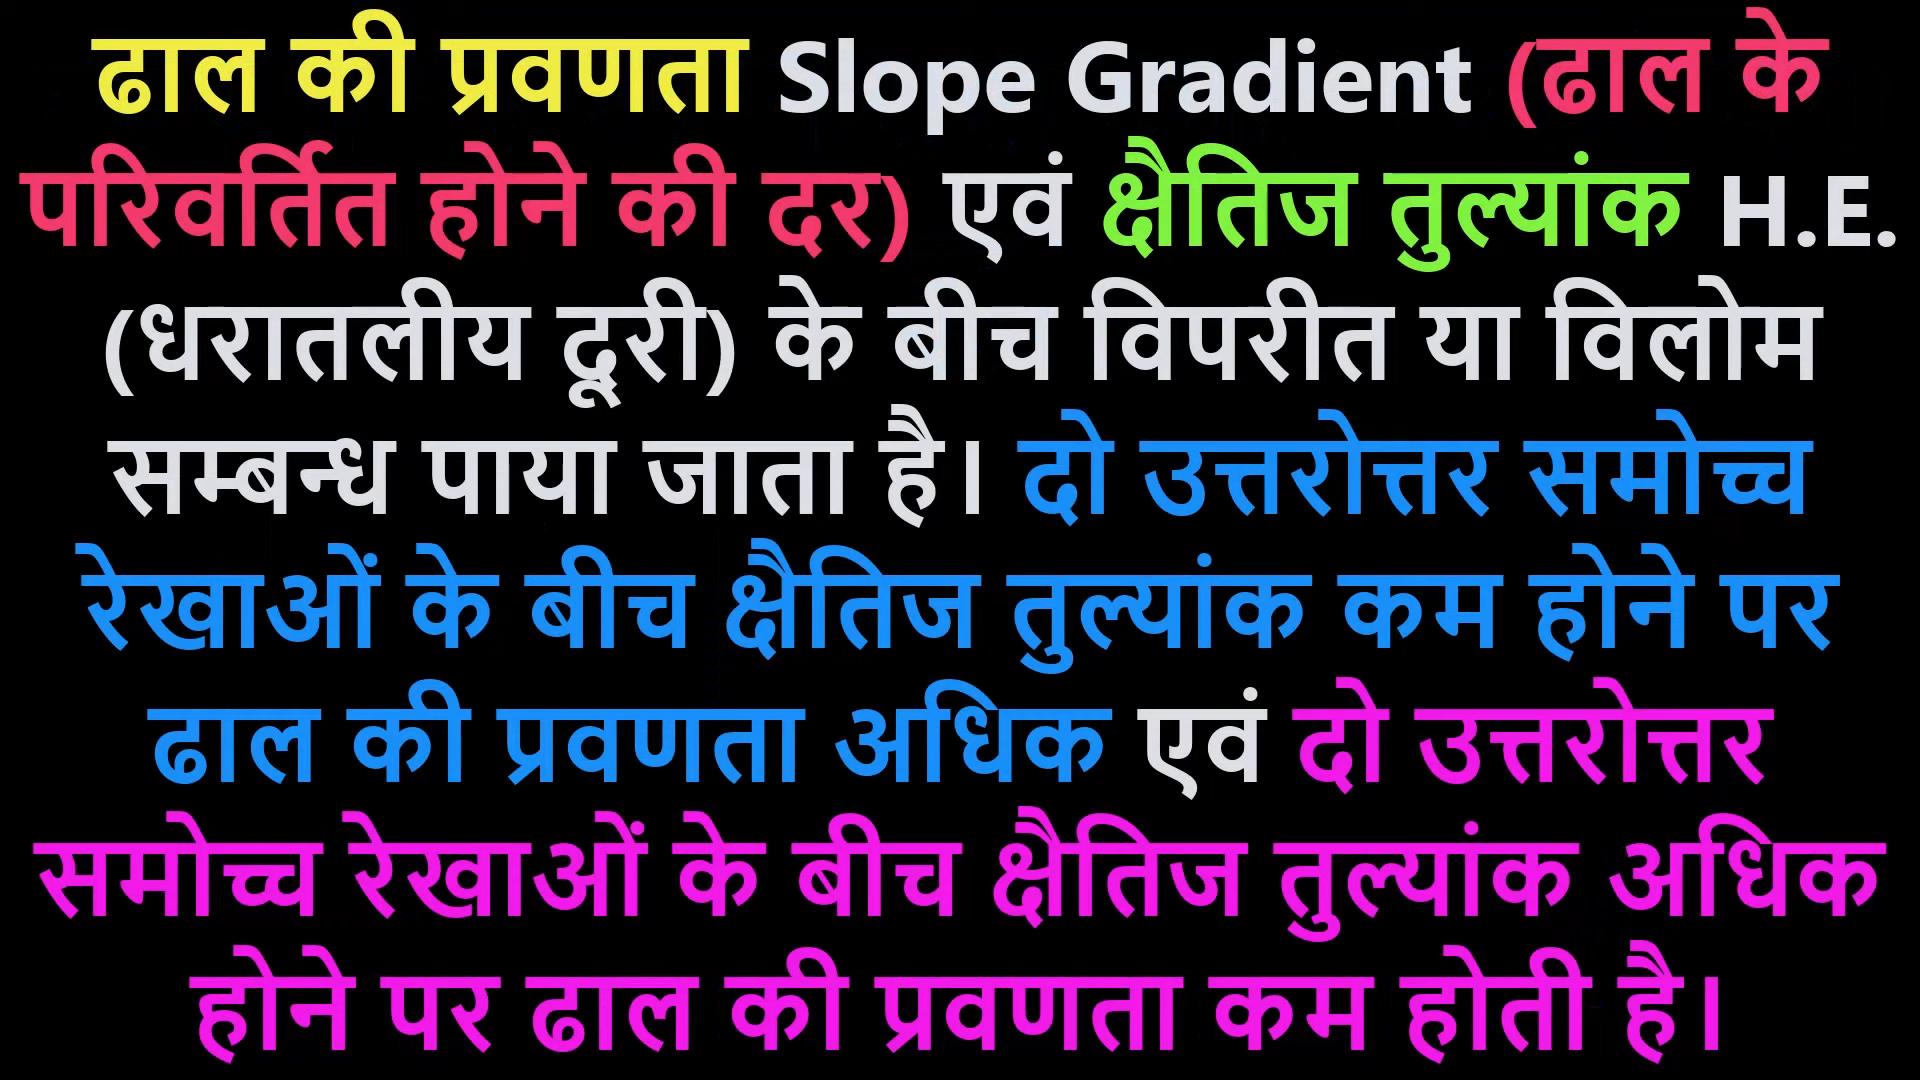 ढाल की प्रवणता Slope Gradient (ढाल के
परिवर्तित होने की दर) एवं क्षैतिज तुल्यांक H.E.
(धरातलीय दूरी) के बीच विपरीत या विलोम
सम्बन्ध पाया जाता है। दो उत्तरोत्तर समोच्च
रेखाओं के बीच क्षैतिज तुल्यांक कम होने पर
ढाल की प्रवणता अधिक एवं दो उत्तरोत्तर
समोच्च रेखाओं के बीच क्षैतिज तुल्यांक अधिक
होने पर ढाल की प्रवणता कम होती है।